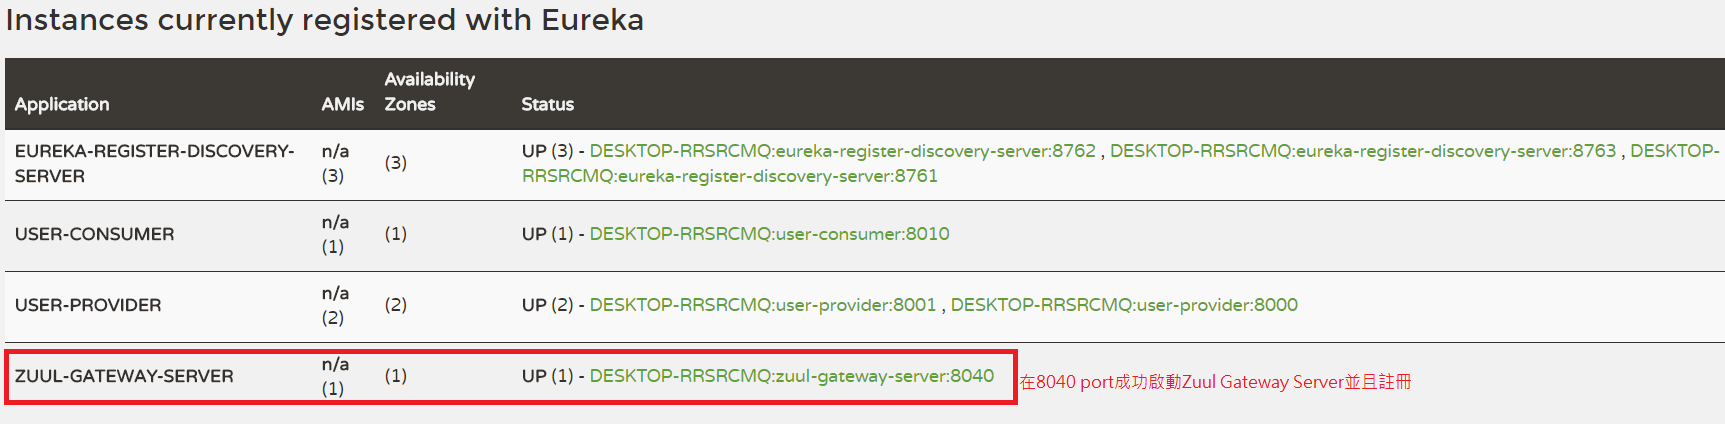 Instances currently registered with Eureka
Application AMIs Availability Zones Status
EUREKA-REGISTER-DISCOVERY-SERVER n/a (3) (3) UP (3) - DESKTOP-RRSRCMQ:eureka-register-discovery-server:8762 , DESKTOP-RRSRCMQ:eureka-register-discovery-server:8763 , DESKTOP-RRSRCMQ:eureka-register-discovery-server:8761
USER-CONSUMER n/a (1) (1) UP (1) - DESKTOP-RRSRCMQ:user-consumer:8010
USER-PROVIDER n/a (2) (2) UP (2) - DESKTOP-RRSRCMQ:user-provider:8001 , DESKTOP-RRSRCMQ:user-provider:8000
ZUUL-GATEWAY-SERVER n/a (1) (1) UP (1) - DESKTOP-RRSRCMQ:zuul-gateway-server:8040
在8040 port成功啟動Zuul Gateway Server並且註冊